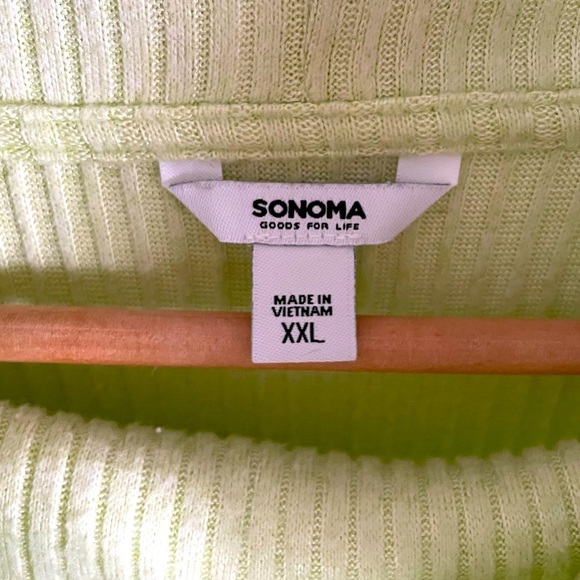 SONOMA
GOODS FOR LIFE
MADE IN
VIETNAM
XXL